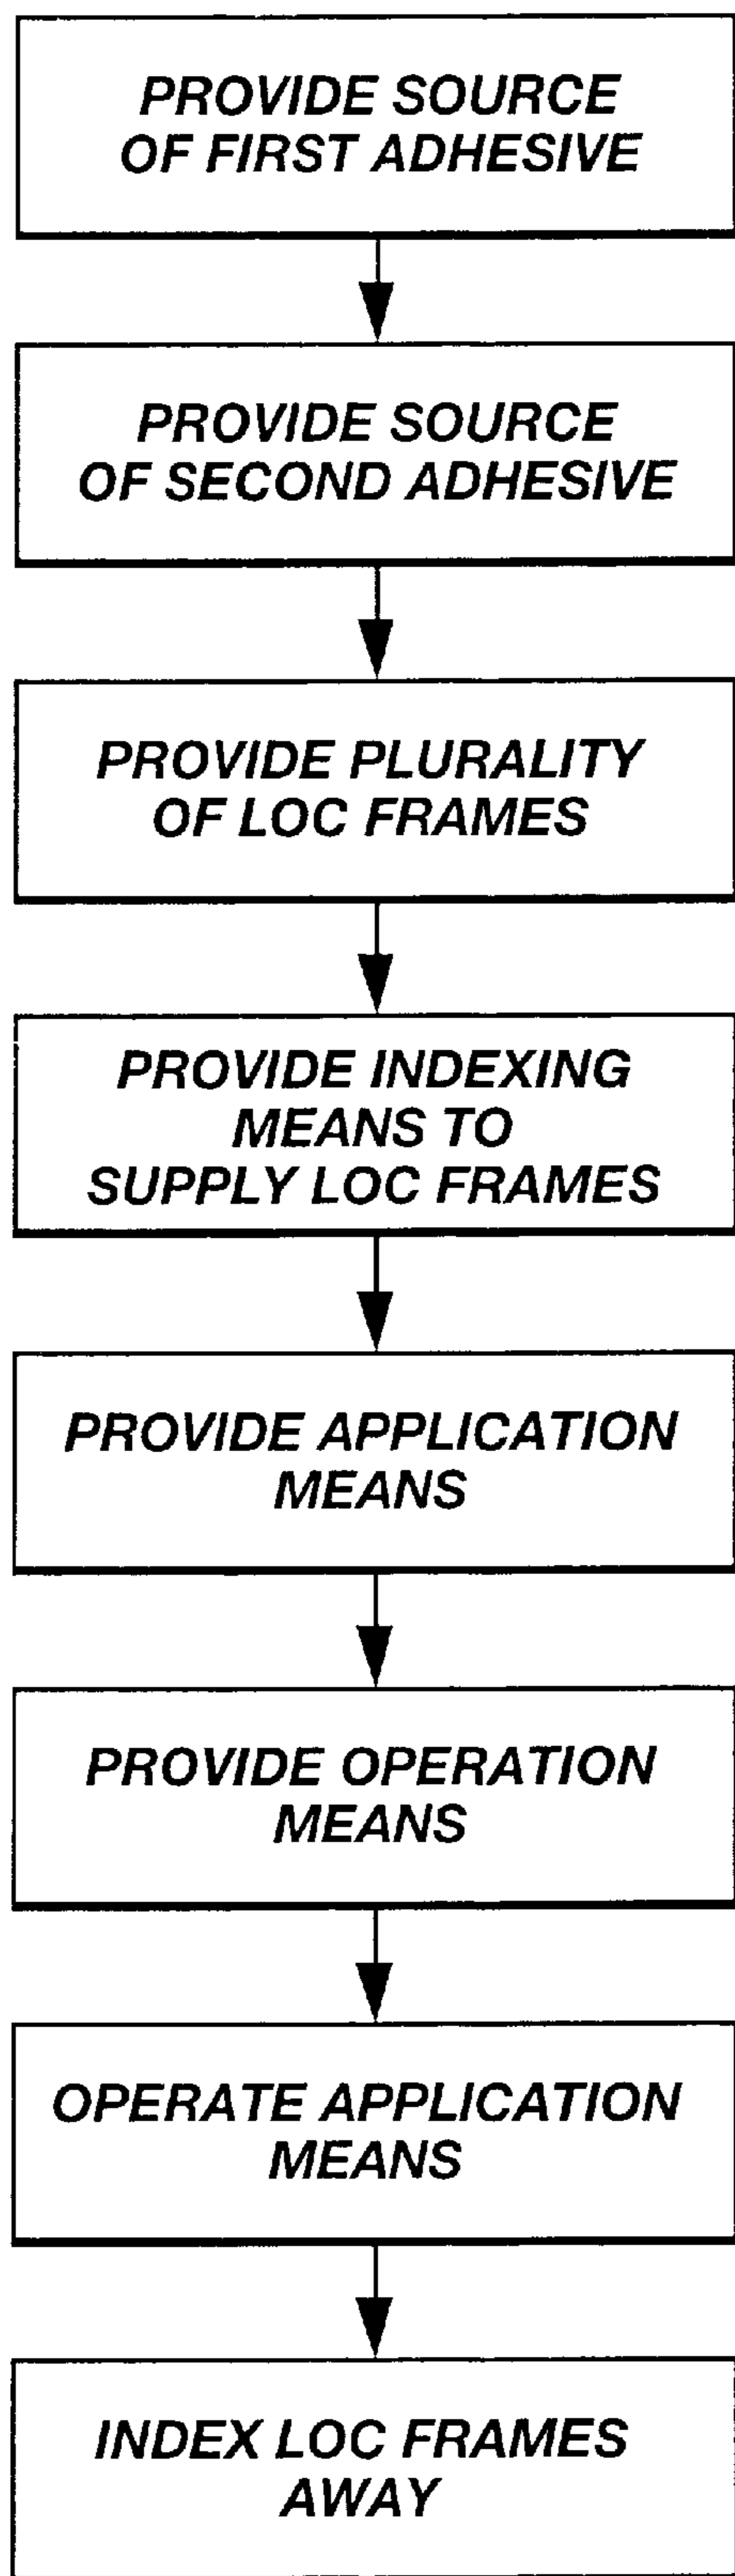 PROVIDE SOURCE
OF FIRST ADHESIVE
PROVIDE SOURCE
OF SECOND ADHESIVE
PROVIDE PLURALITY
OF LOC FRAMES
PROVIDE INDEXING
MEANS TO
SUPPLY LOC FRAMES
PROVIDE APPLICATION
MEANS
PROVIDE OPERATION
MEANS
OPERATE APPLICATION
MEANS
INDEX LOC FRAMES
AWAY